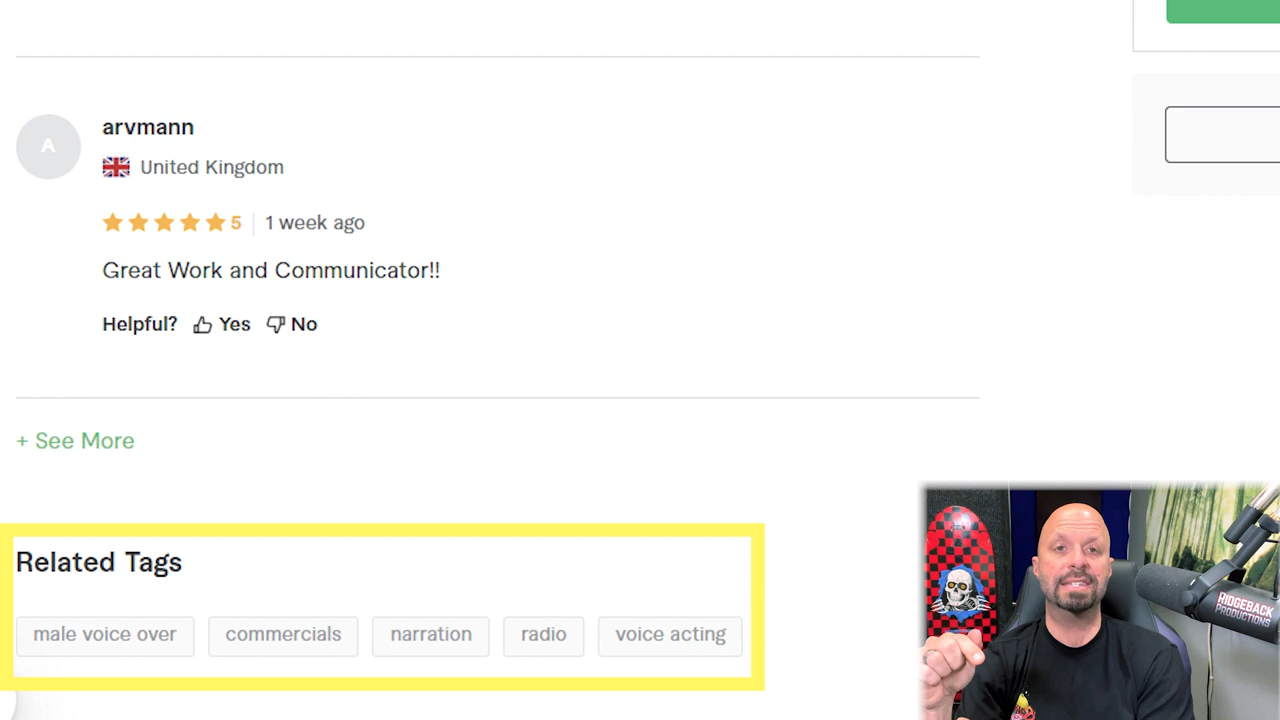 A
arvmann
United Kingdom
5 1 week ago
Great Work and Communicator!!
Helpful? Yes No
+ See More
Related Tags
male voice over commercials narration radio voice acting
RIDGEBACK
PRODUCTIONS